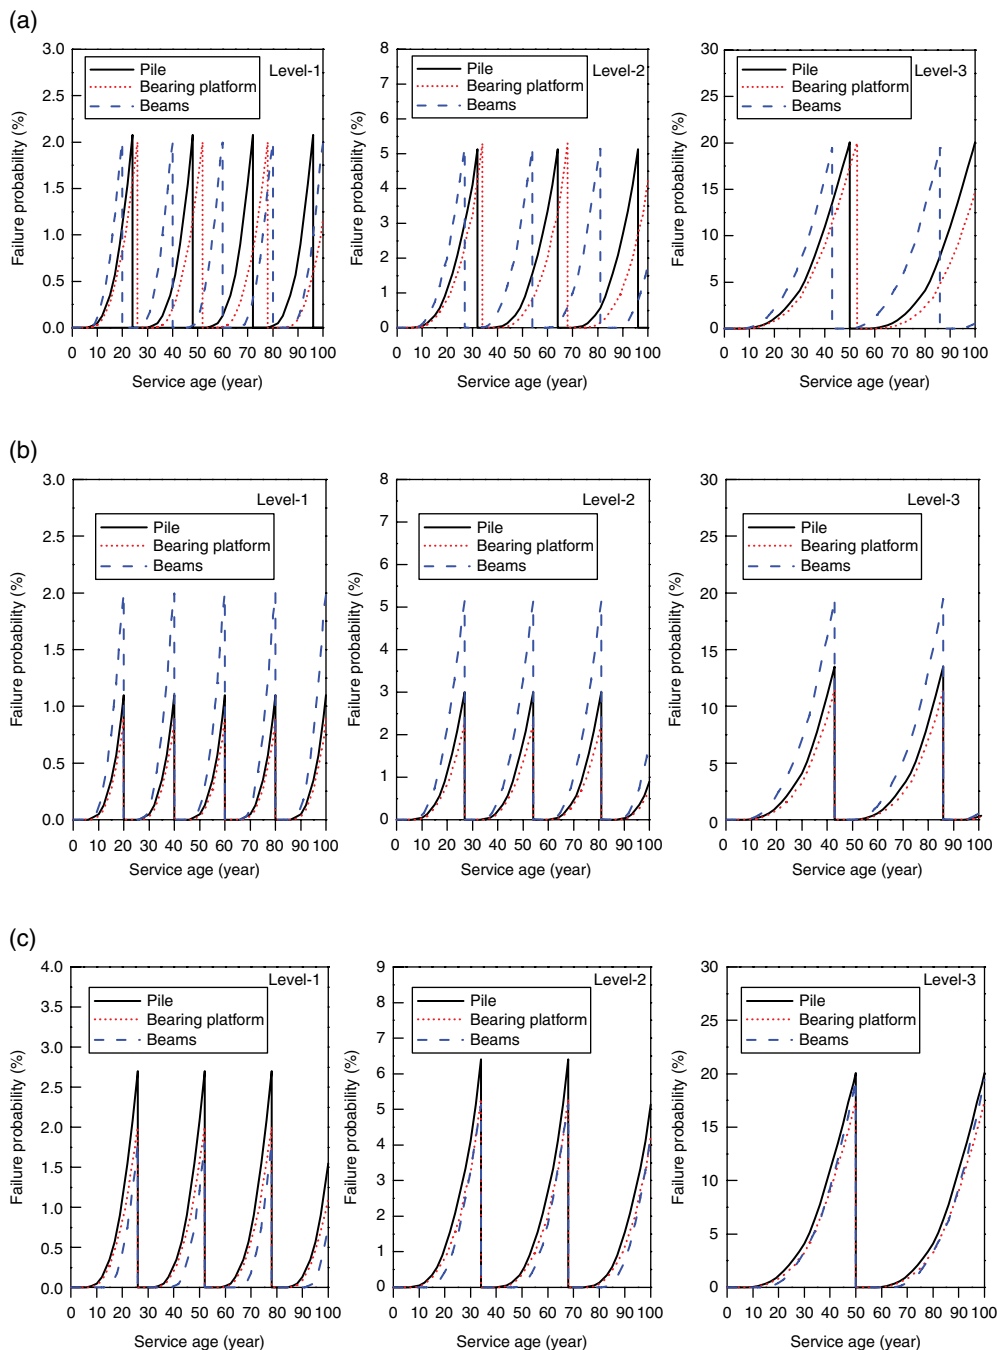 (a)
3.0
2.5
2.0
1.5
1.0
0.5
0.0
Failure probability (%)
Pile
Bearing platform
Beams
Level-1
0 10 20 30 40 50 60 70 80 90 100
Service age (year)
8
7
6
5
4
3
2
1
0
Failure probability (%)
Pile
Bearing platform
Beams
Level-2
0 10 20 30 40 50 60 70 80 90 100
Service age (year)
30
25
20
15
10
5
0
Failure probability (%)
Pile
Bearing platform
Beams
Level-3
0 10 20 30 40 50 60 70 80 90 100
Service age (year)
(b)
3.0
2.5
2.0
1.5
1.0
0.5
0.0
Failure probability (%)
Level-1
Pile
Bearing platform
Beams
0 10 20 30 40 50 60 70 80 90 100
Service age (year)
8
7
6
5
4
3
2
1
0
Failure probability (%)
Level-2
Pile
Bearing platform
Beams
0 10 20 30 40 50 60 70 80 90 100
Service age (year)
30
25
20
15
10
5
0
Failure probability (%)
Level-3
Pile
Bearing platform
Beams
0 10 20 30 40 50 60 70 80 90 100
Service age (year)
(c)
4.0
3.5
3.0
2.5
2.0
1.5
1.0
0.5
0.0
Failure probability (%)
Level-1
Pile
Bearing platform
Beams
0 10 20 30 40 50 60 70 80 90 100
Service age (year)
9
8
7
6
5
4
3
2
1
0
Failure probability (%)
Level-2
Pile
Bearing platform
Beams
0 10 20 30 40 50 60 70 80 90 100
Service age (year)
30
25
20
15
10
5
0
Failure probability (%)
Level-3
Pile
Bearing platform
Beams
0 10 20 30 40 50 60 70 80 90 100
Service age (year)